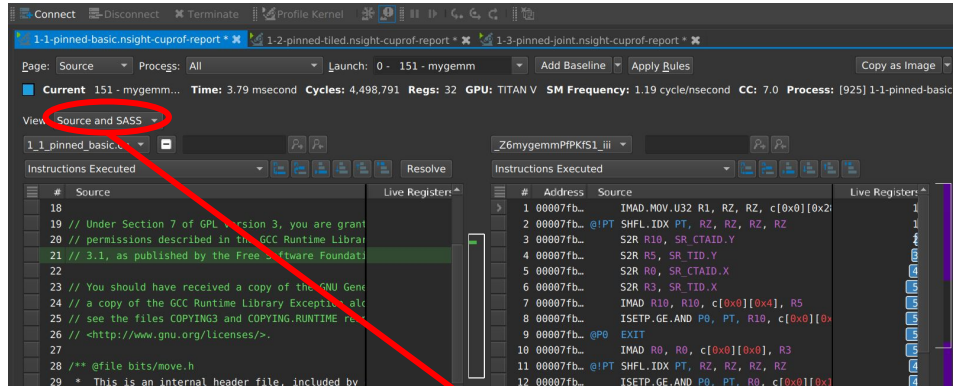 Connect Disconnect Terminate Profile Kernel
1-1-pinned-basic.nsight-cuprof-report * 1-2-pinned-tiled.nsight-cuprof-report * 1-3-pinned-joint.nsight-cuprof-report *
Page: Source Process: All Launch: 0 - 151 - mygemm Add Baseline Apply Rules Copy as Image
Current 151 - mygemm... Time: 3.79 msecond Cycles: 4,498,791 Regs: 32 GPU: TITAN V SM Frequency: 1.19 cycle/nsecond CC: 7.0 Process: [925] 1-1-pinned-basic
View: Source and SASS
1_1_pinned_basic. _Z6mygemmPfPKfS1_iii
Instructions Executed Resolve Instructions Executed
# Source Live Register: # Address Source Live Register:
18 1 00007fb… IMAD.MOV.U32 R1, RZ, RZ, c[0x0][0x28 1
19 // Under Section 7 of GPL version 3, you are grant 2 00007fb… @!PT SHFL.IDX PT, RZ, RZ, RZ, RZ 1
20 // permissions described in the GCC Runtime Librar 3 00007fb… S2R R10, SR_CTAID.Y
21 // 3.1, as published by the Free Software Foundati 4 00007fb… S2R R5, SR_TID.Y 3
22 5 00007fb… S2R R0, SR_CTAID.X 4
23 // You should have received a copy of the GNU Gene 6 00007fb… S2R R3, SR_TID.X 5
24 // a copy of the GCC Runtime Library Exception alo 7 00007fb… IMAD R10, R10, c[0x0][0x4], R5 5
25 // see the files COPYING3 and COPYING.RUNTIME 8 00007fb… ISETP.GE.AND P0, PT, R10, c[0x0][0x 5
26 // <http://www.gnu.org/licenses/>. 9 00007fb… @P0 EXIT 5
27 10 00007fb… IMAD R0, R0, c[0x0][0x0], R3 5
28 /** @file bits/move.h 11 00007fb… @!PT SHFL.IDX PT, RZ, RZ, RZ, RZ 4
29 * This is an internal header file, included by 12 00007fb… ISETP.GE.AND P0, PT, R0, c[0x0][0x1 4